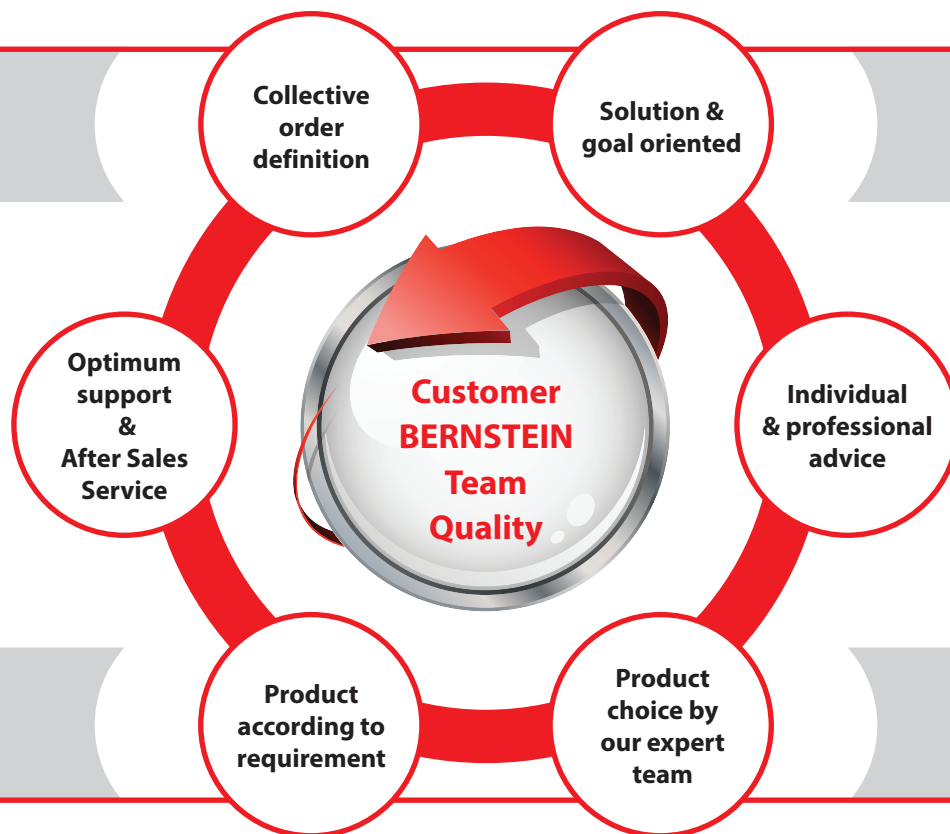 Collective
order
definition
Solution &
goal oriented
Optimum
support
&
After Sales
Service
Customer
BERNSTEIN
Team
Quality
Individual
& professional
advice
Product
according to
requirement
Product
choice by
our expert
team